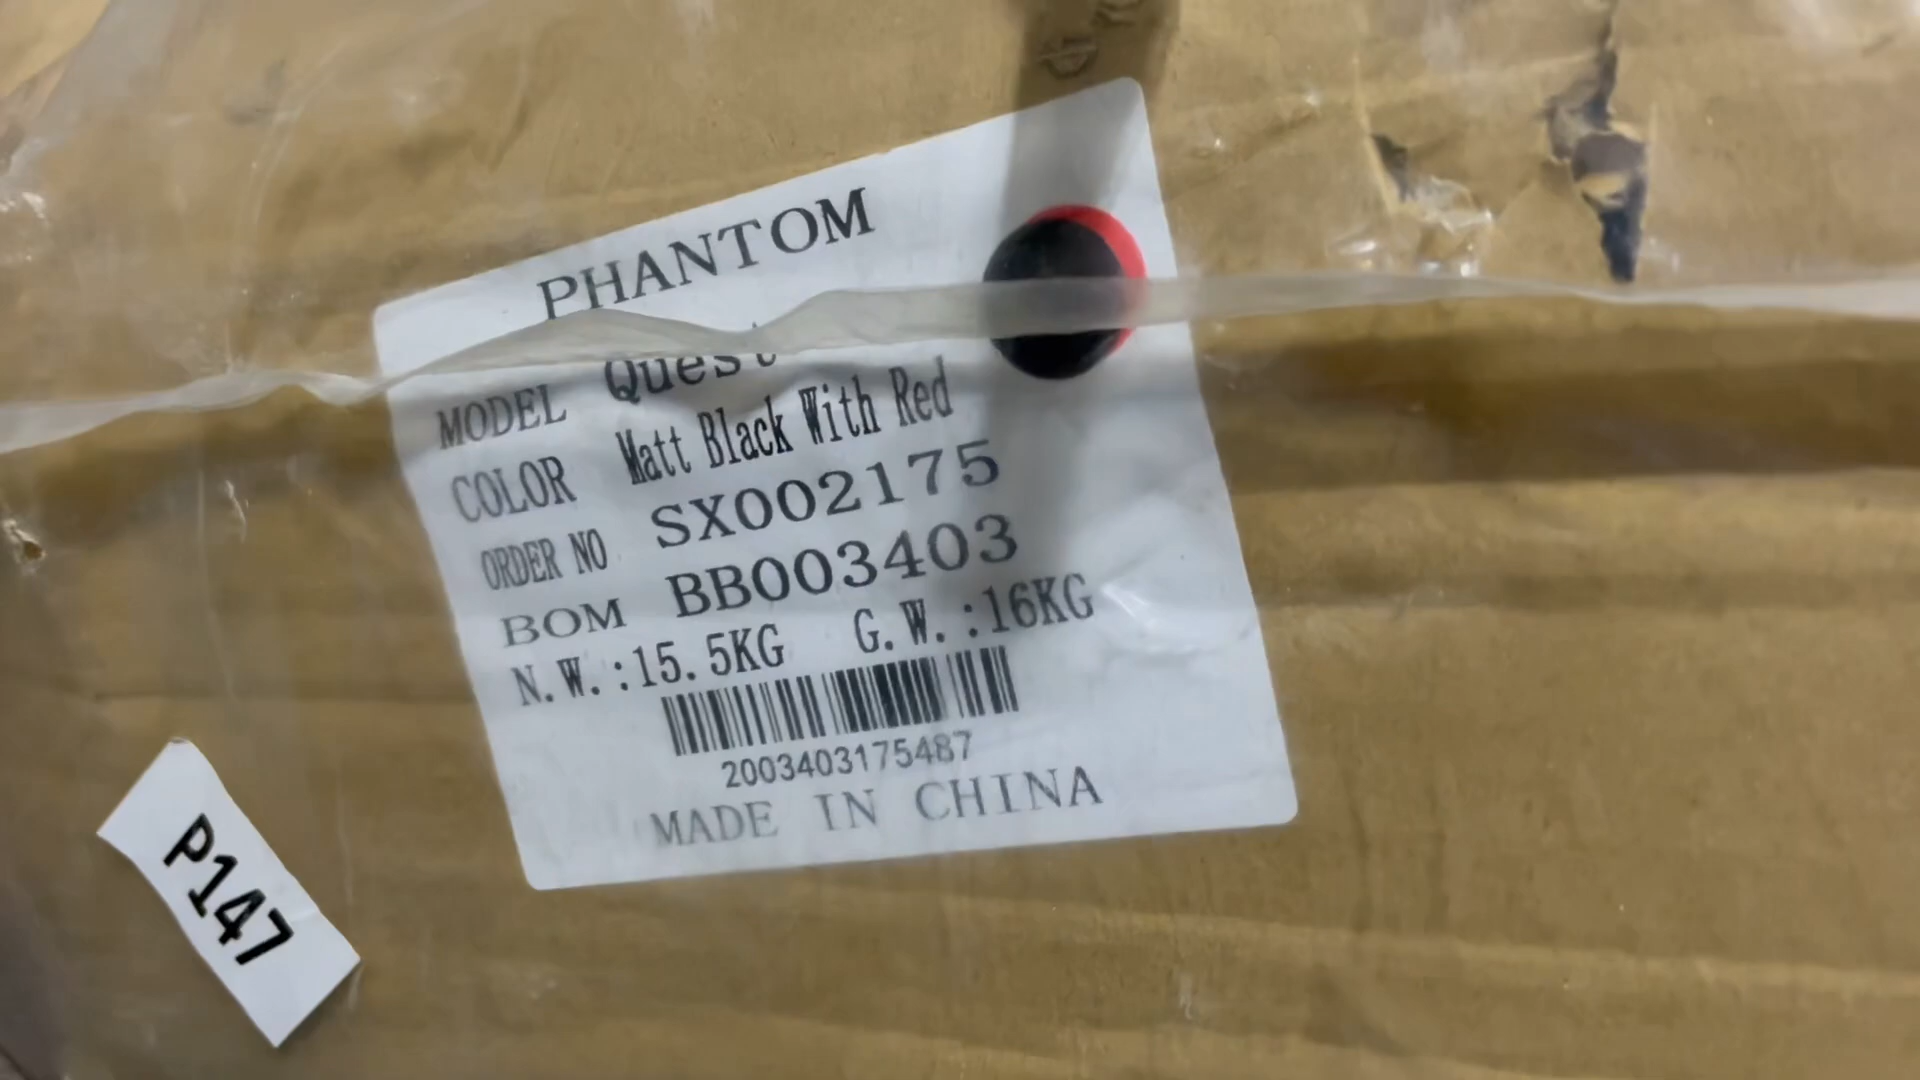 PHANTOM
MODEL Quest
COLOR Matt Black With Red
ORDER NO SX002175
BOM BB003403
N.W.:15.5KG G.W.:16KG
2003403175487
MADE IN CHINA
P147